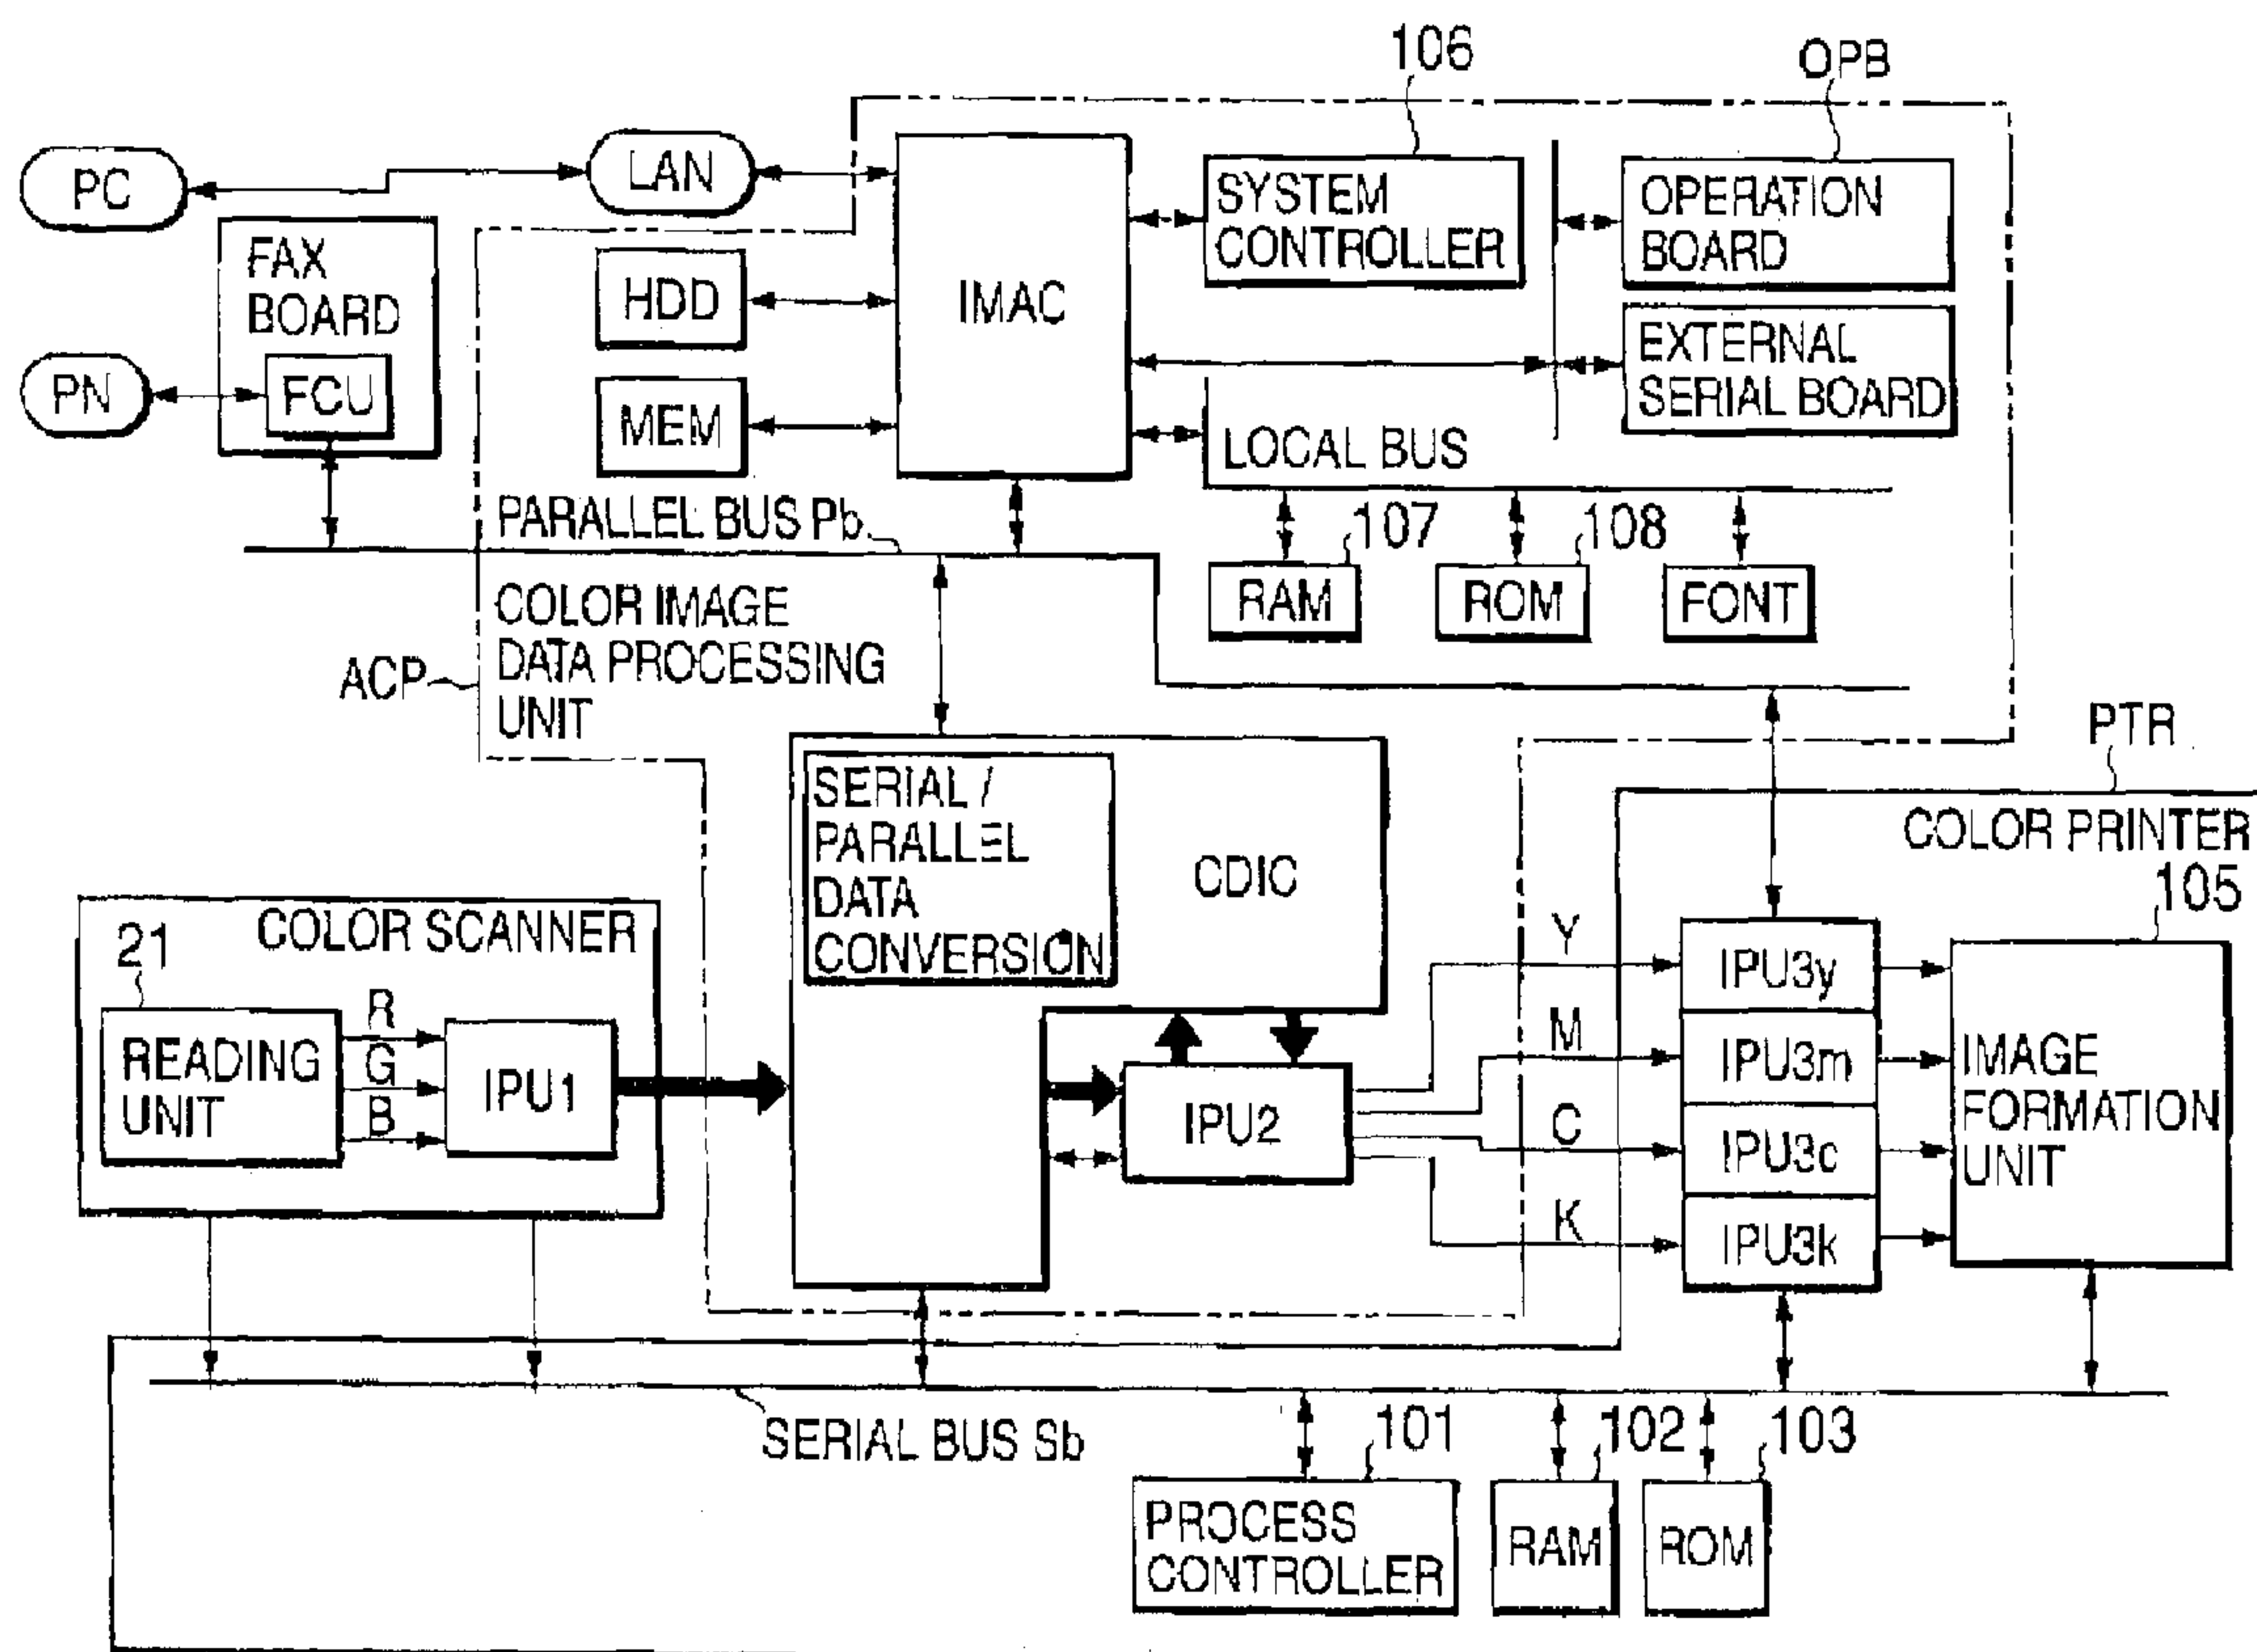 106
OPB
PC
LAN
FAX
BOARD
FCU
PN
HDD
MEM
IMAC
SYSTEM
CONTROLLER
OPERATION
BOARD
EXTERNAL
SERIAL BOARD
LOCAL BUS
PARALLEL BUS Pb
107
108
RAM
ROM
FONT
COLOR IMAGE
DATA PROCESSING
UNIT
ACP
PTR
COLOR PRINTER
105
SERIAL /
PARALLEL
DATA
CONVERSION
CDIC
COLOR SCANNER
21
READING
UNIT
R
G
B
IPU1
IPU2
Y
M
C
K
IPU3y
IPU3m
IPU3c
IPU3k
IMAGE
FORMATION
UNIT
SERIAL BUS Sb
101
102
103
PROCESS
CONTROLLER
RAM
ROM